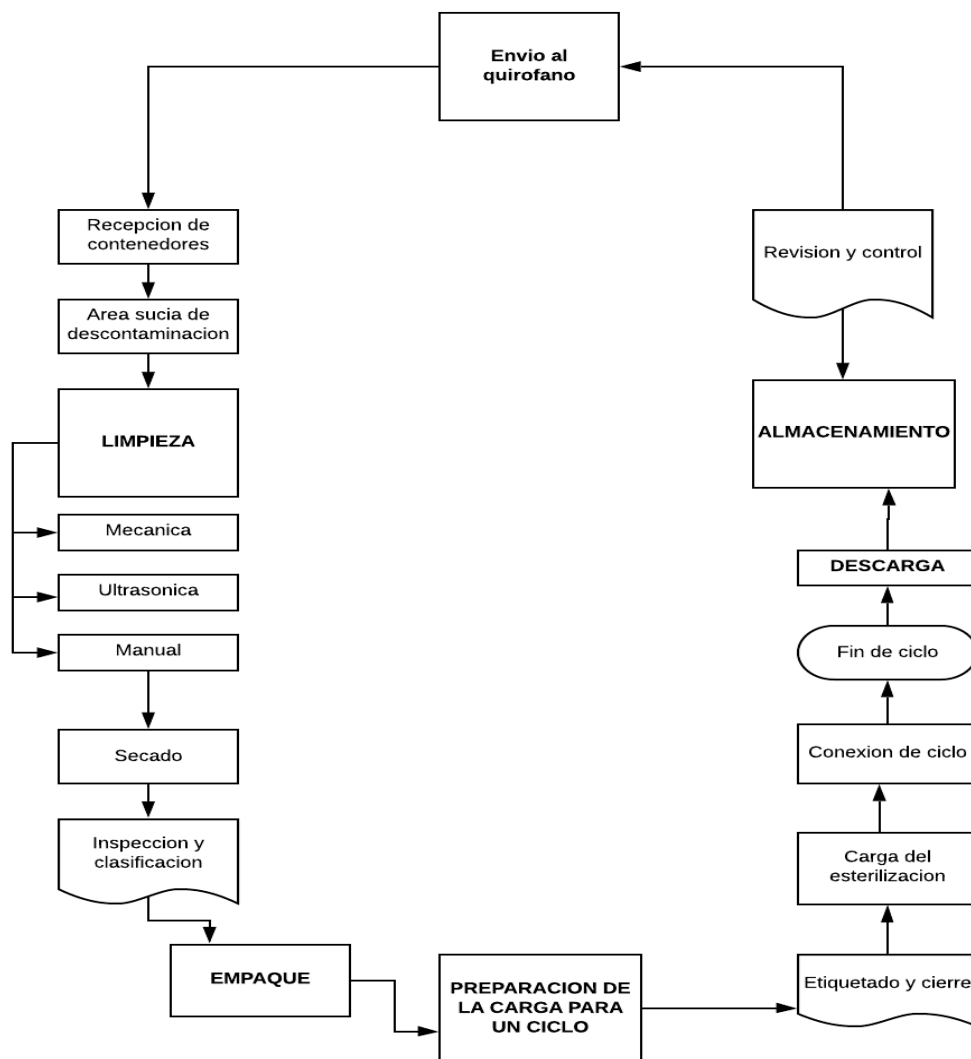 Envio al
quirofano
Recepcion de
contenedores
Area sucia de
descontaminacion
LIMPIEZA
Mecanica
Ultrasonica
Manual
Secado
Inspeccion y
clasificacion
EMPAQUE
PREPARACION DE
LA CARGA PARA
UN CICLO
Etiquetado y cierre
Carga del
esterilizacion
Conexion de ciclo
Fin de ciclo
DESCARGA
ALMACENAMIENTO
Revision y control